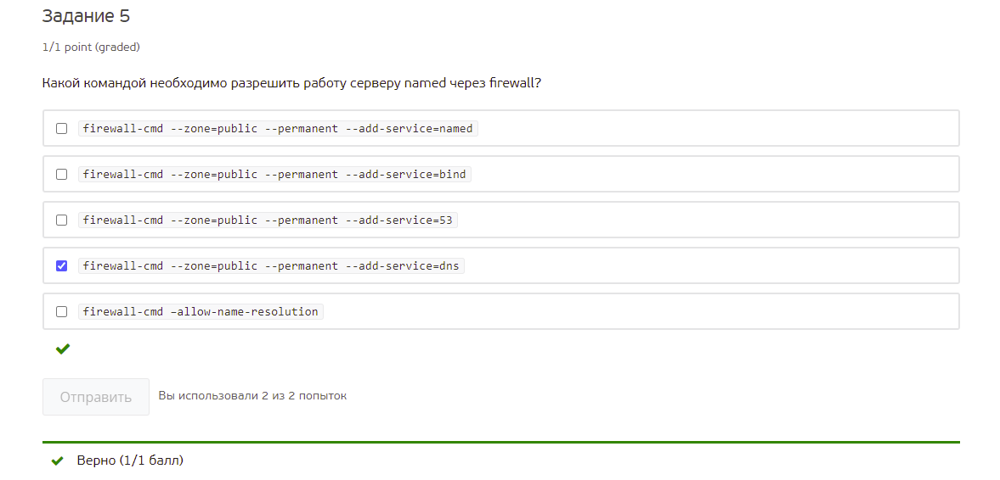 Задание 5
1/1 point (graded)
Какой командой необходимо разрешить работу серверу named через firewall?
firewall-cmd --zone=public --permanent --add-service=named
firewall-cmd --zone=public --permanent --add-service=bind
firewall-cmd --zone=public --permanent --add-service=53
firewall-cmd --zone=public --permanent --add-service=dns
firewall-cmd –allow-name-resolution
Отправить Вы использовали 2 из 2 попыток
Верно (1/1 балл)